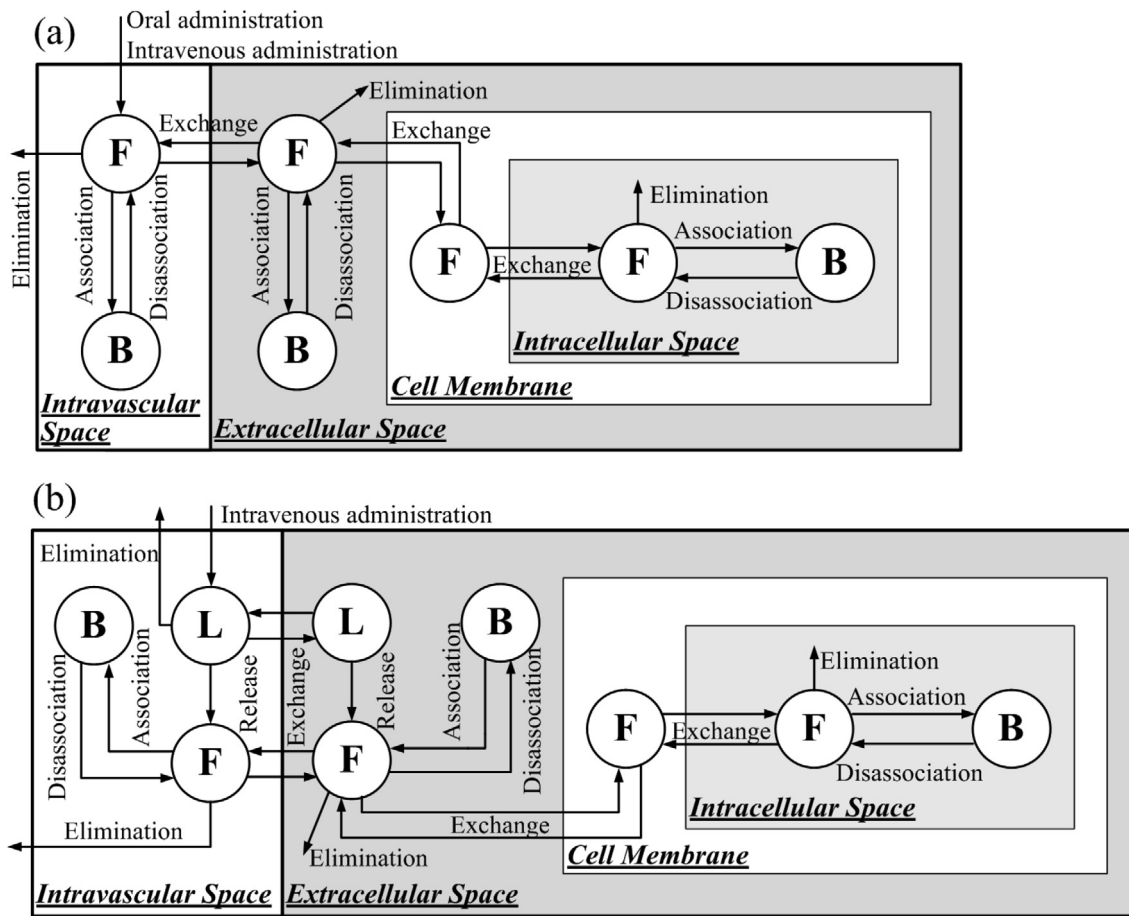 (a)
Oral administration
Intravenous administration
Elimination
Exchange
Exchange
F
F
Elimination
Elimination
Association
Disassociation
Association
Disassociation
F
Exchange
F
Association
B
Disassociation
B
B
Intracellular Space
Cell Membrane
Intravascular
Space
Extracellular Space
(b)
Intravenous administration
Elimination
B
L
L
B
Disassociation
Association
Release
Exchange
Release
Association
Disassociation
Elimination
F
F
F
Exchange
F
Association
B
Disassociation
Elimination
Exchange
Elimination
Intracellular Space
Cell Membrane
Intravascular Space
Extracellular Space